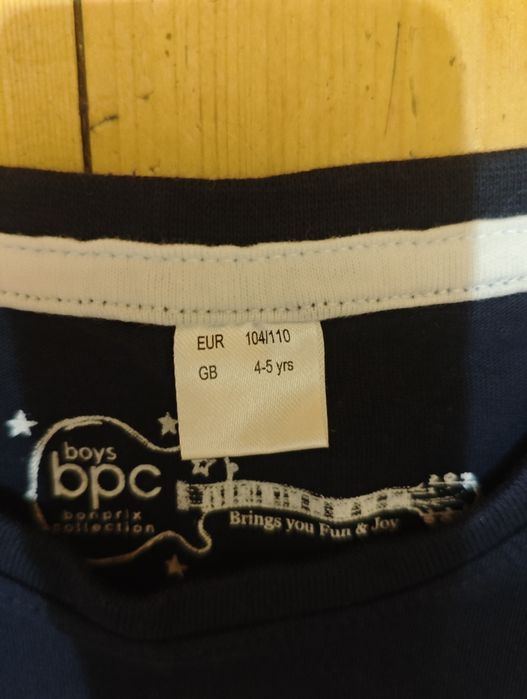 EUR 104/110
GB 4-5 yrs
boys
bpc
bonprix
collection
Brings you Fun & Joy